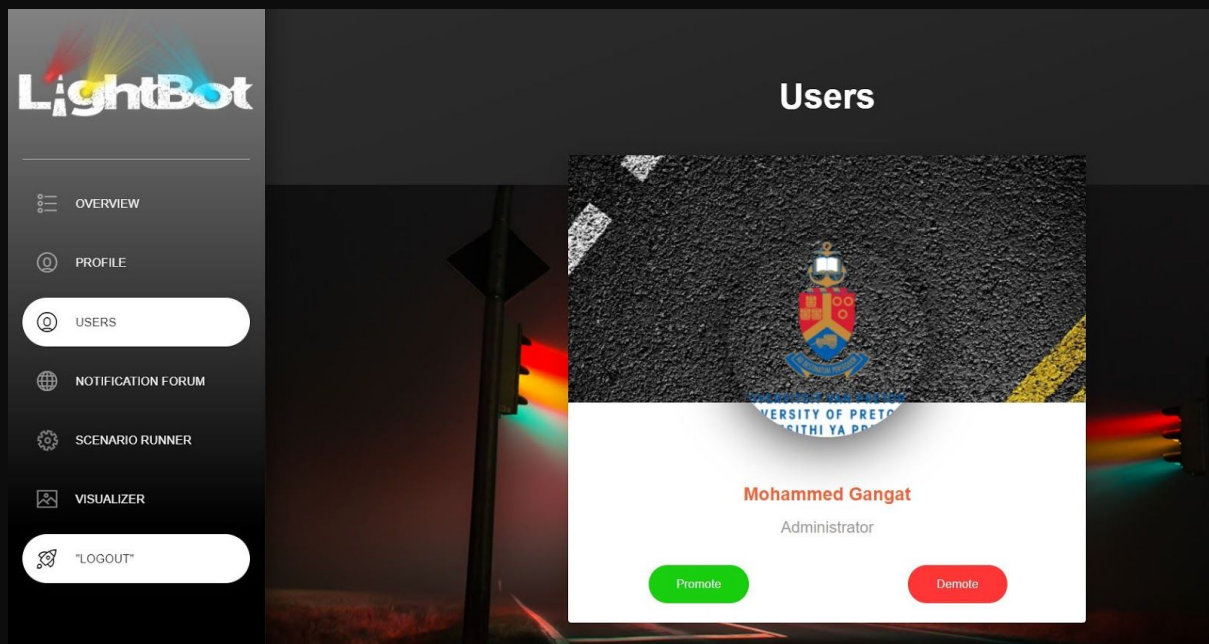 LightBot
OVERVIEW
PROFILE
USERS
NOTIFICATION FORUM
SCENARIO RUNNER
VISUALIZER
"LOGOUT"
Users
VERSITY OF PRETO
SITHI YA PR
Mohammed Gangat
Administrator
Promote
Demote